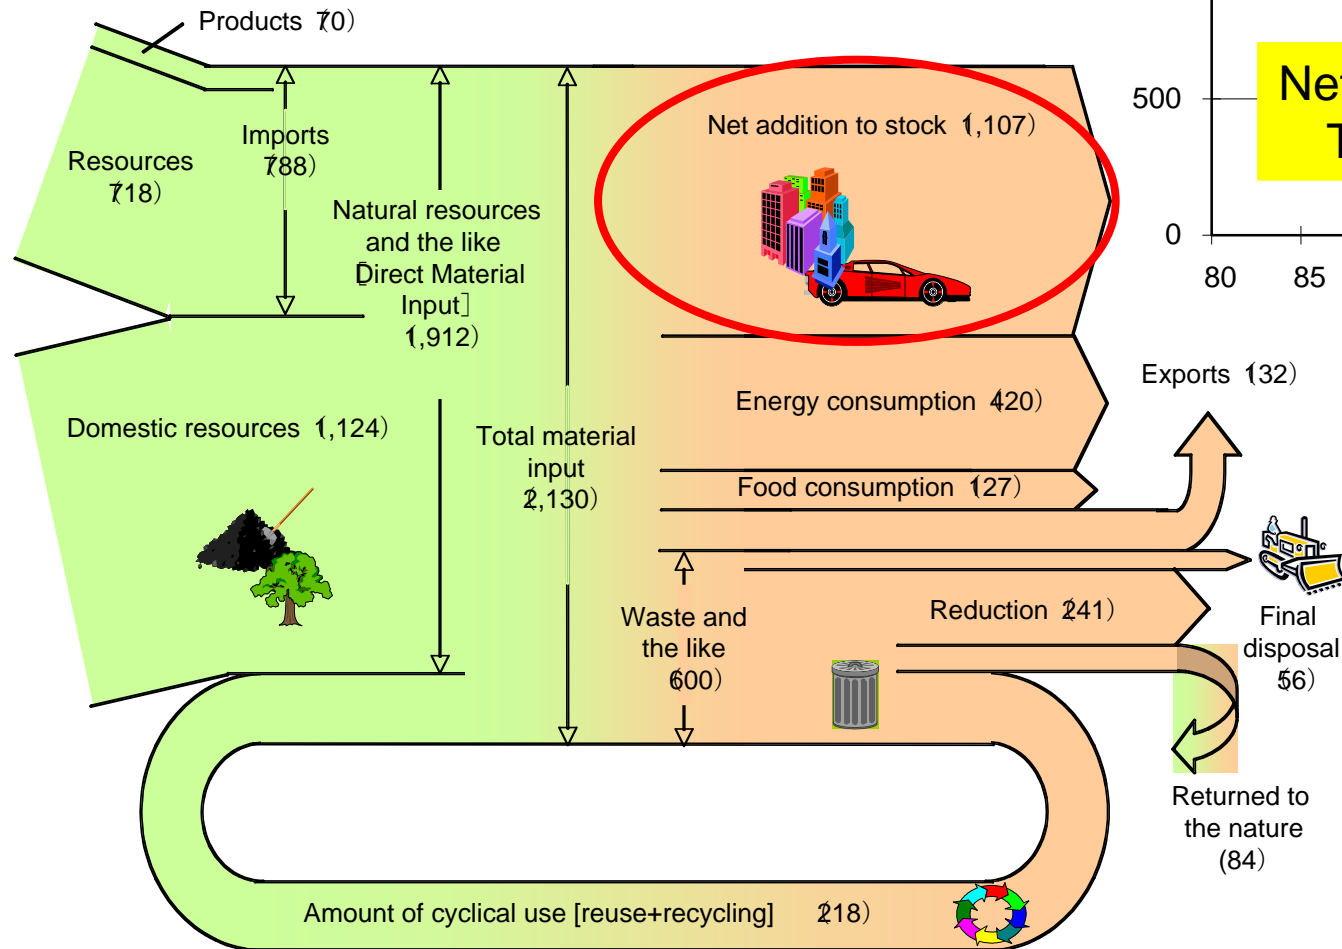 Products (70)
Imports
(788)
Resources
(718)
Natural resources
and the like
[Direct Material
Input]
(1,912)
Domestic resources (1,124)
Total material
input
(2,130)
Net addition to stock (1,107)
Energy consumption (420)
Food consumption (127)
Exports (132)
Waste and
the like
(600)
Reduction (241)
Final
disposal
(56)
Returned to
the nature
(84)
Amount of cyclical use [reuse+recycling] (218)
500
0
80 85
Net
T